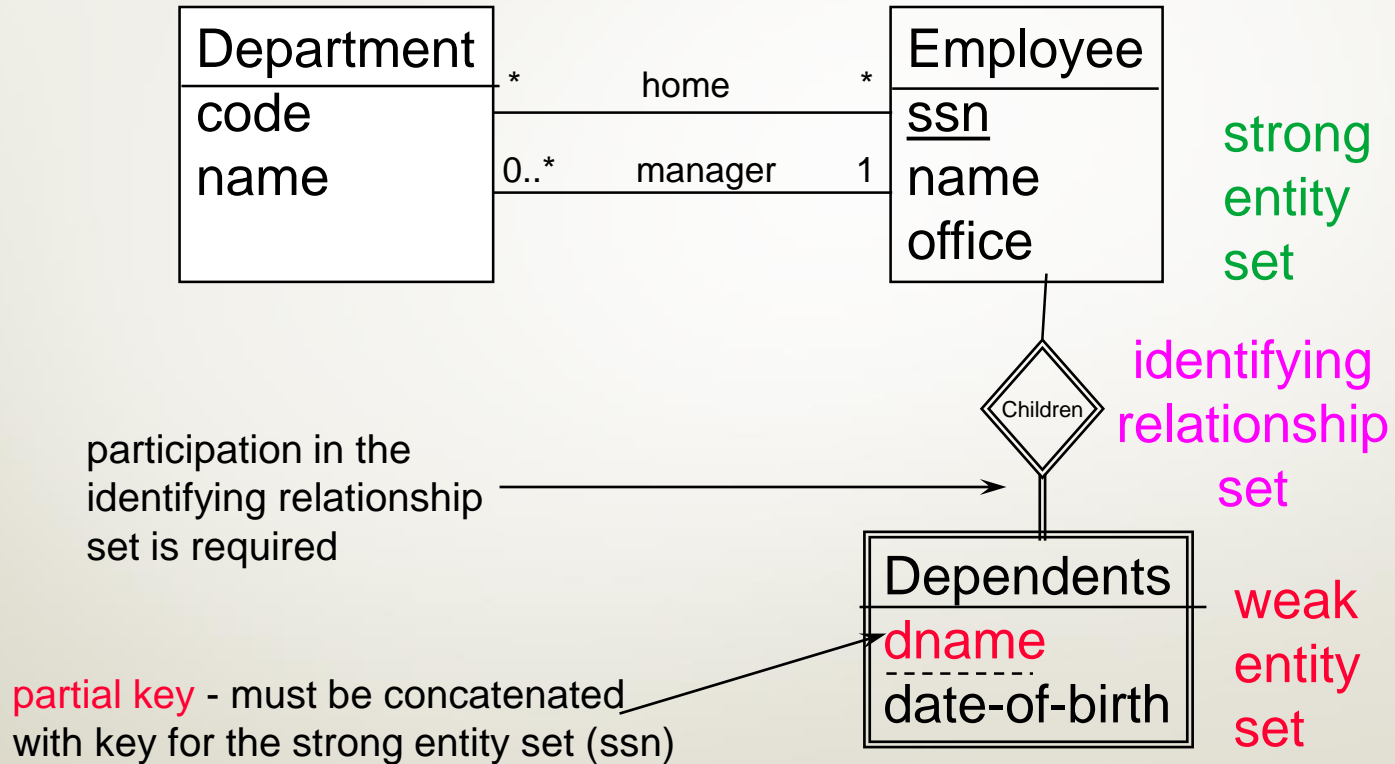 Department
code
name
* home *
0..* manager 1
Employee
ssn
name
office
strong
entity
set
Children
identifying
relationship
set
participation in the
identifying relationship
set is required
Dependents
dname
date-of-birth
weak
entity
set
partial key - must be concatenated
with key for the strong entity set (ssn)